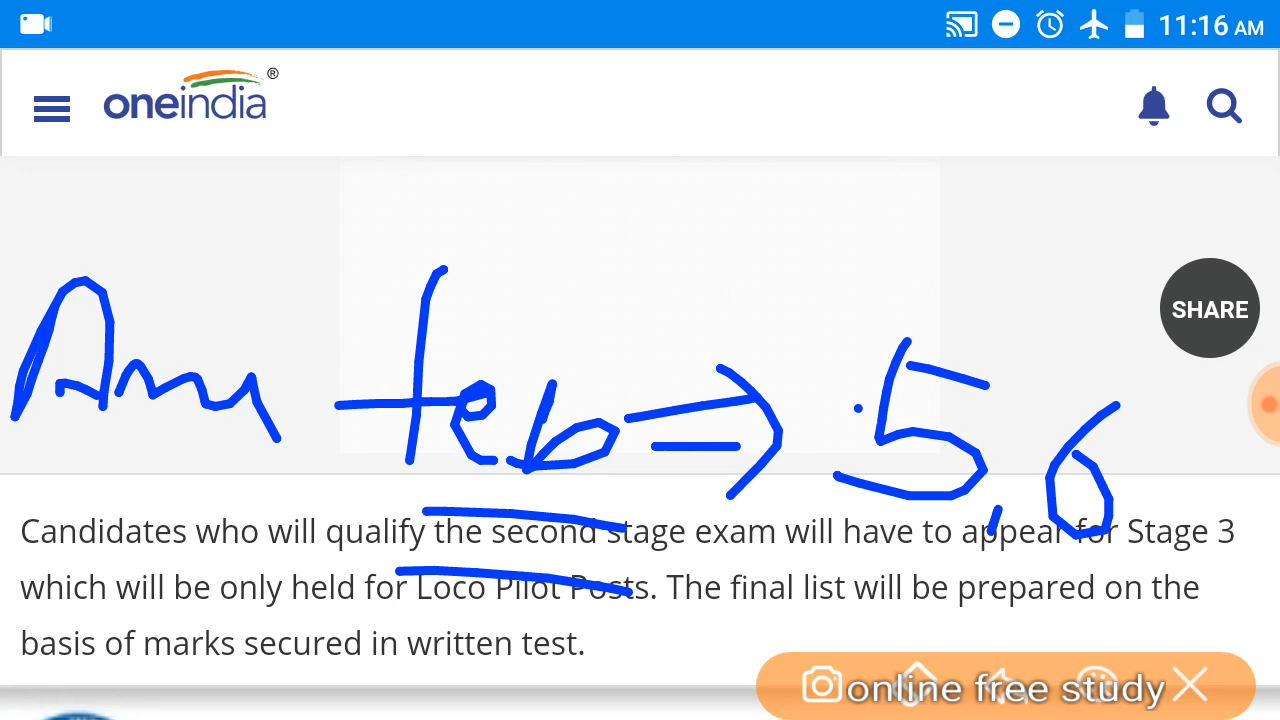 11:16 AM
oneindia ®
SHARE
feb → 5,6
Candidates who will qualify the second stage exam will have to appear for Stage 3
which will be only held for Loco Pilot Posts. The final list will be prepared on the
basis of marks secured in written test.
online free study